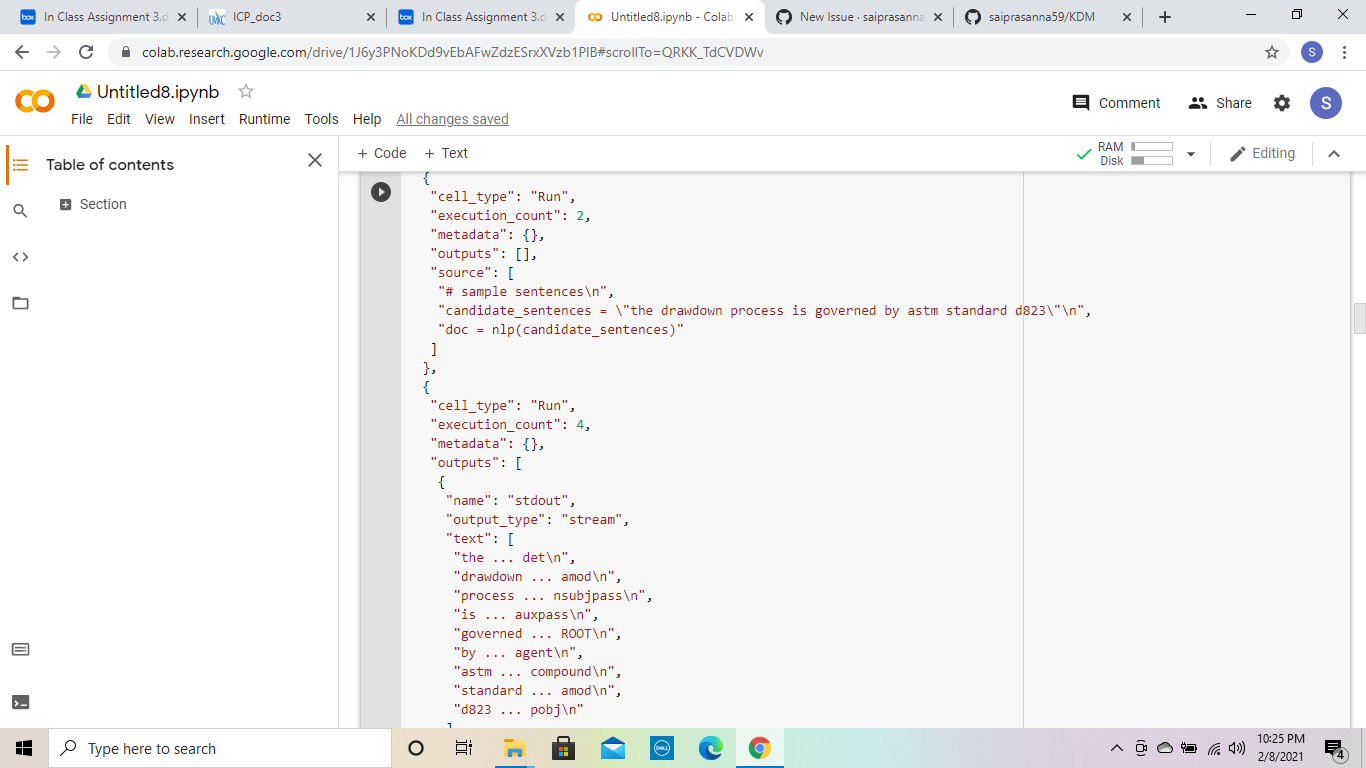 In Class Assignment 3.d
ICP_doc3
In Class Assignment 3.d
Untitled8.ipynb - Colab
New Issue · saiprasanna
saiprasanna59/KDM
colab.research.google.com/drive/1J6y3PNoKDd9vEbAFwZdzESrxXVzb1PlB#scrollTo=QRKK_TdCVDWv
S
Untitled8.ipynb
Comment
Share
S
File Edit View Insert Runtime Tools Help All changes saved
Table of contents
+ Code + Text
RAM
Disk
Editing
Section
{
"cell_type": "Run",
"execution_count": 2,
"metadata": {},
"outputs": [],
"source": [
"# sample sentences\n",
"candidate_sentences = \"the drawdown process is governed by astm standard d823\"\n",
"doc = nlp(candidate_sentences)"
]
},
{
"cell_type": "Run",
"execution_count": 4,
"metadata": {},
"outputs": [
{
"name": "stdout",
"output_type": "stream",
"text": [
"the ... det\n",
"drawdown ... amod\n",
"process ... nsubjpass\n",
"is ... auxpass\n",
"governed ... ROOT\n",
"by ... agent\n",
"astm ... compound\n",
"standard ... amod\n",
"d823 ... pobj\n"
]
Type here to search
DELL
10:25 PM
2/8/2021
4